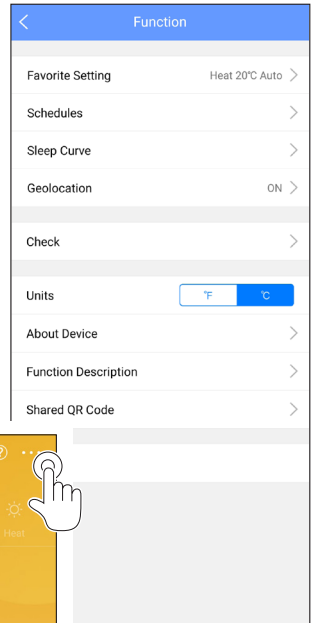 Function
Favorite Setting Heat 20℃ Auto
Schedules
Sleep Curve
Geolocation ON
Check
Units ℉ ℃
About Device
Function Description
Shared QR Code
?
Heat